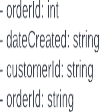 - orderId: int
- dateCreated: string
- customerId: string
- orderId: string